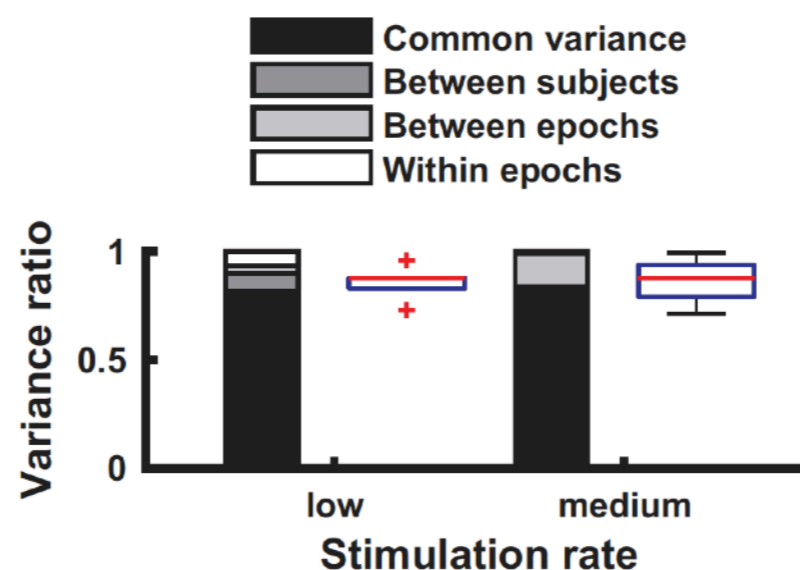 Common variance
Between subjects
Between epochs
Within epochs
Variance ratio
1
0.5
0
low medium
Stimulation rate